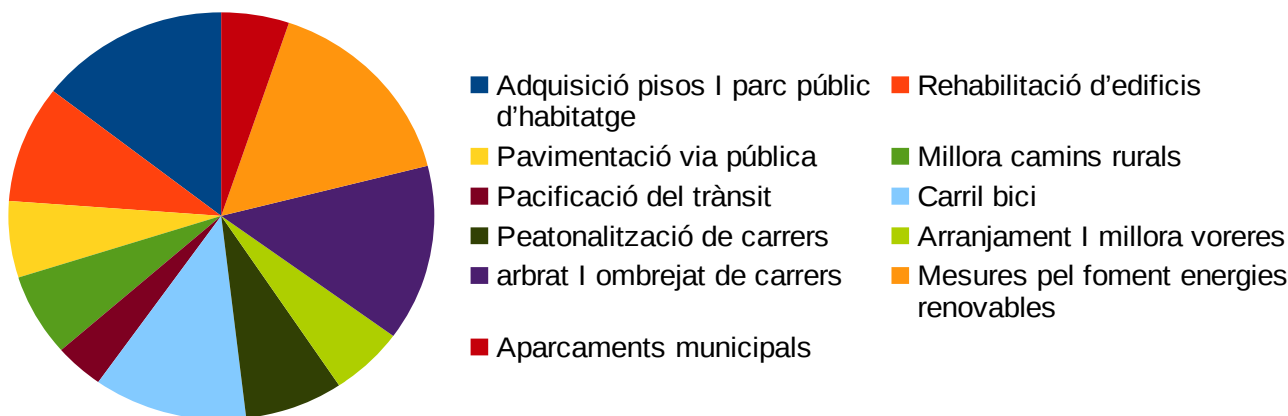 Adquisició pisos I parc públic
d'habitatge
Rehabilitació d'edificis
Pavimentació via pública
Millora camins rurals
Pacificació del trànsit
Carril bici
Peatonalització de carrers
Arranjament I millora voreres
arbrat I ombrejat de carrers
Mesures pel foment energies
renovables
Aparcaments municipals